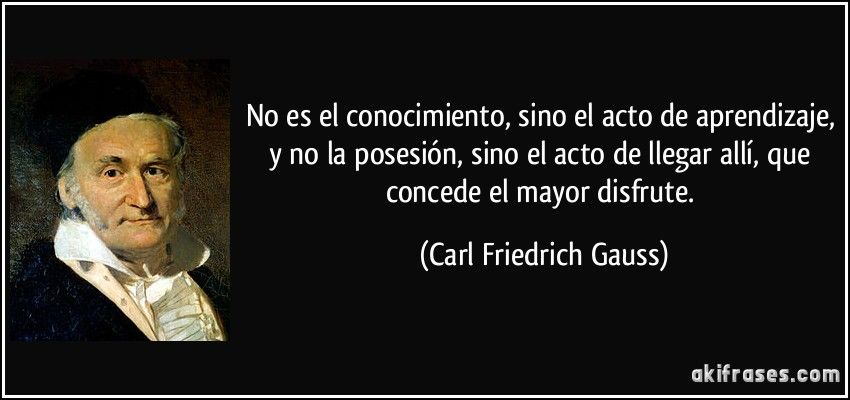 No es el conocimiento, sino el acto de aprendizaje,
y no la posesión, sino el acto de llegar allí, que
concede el mayor disfrute.
(Carl Friedrich Gauss)
akifrases.com